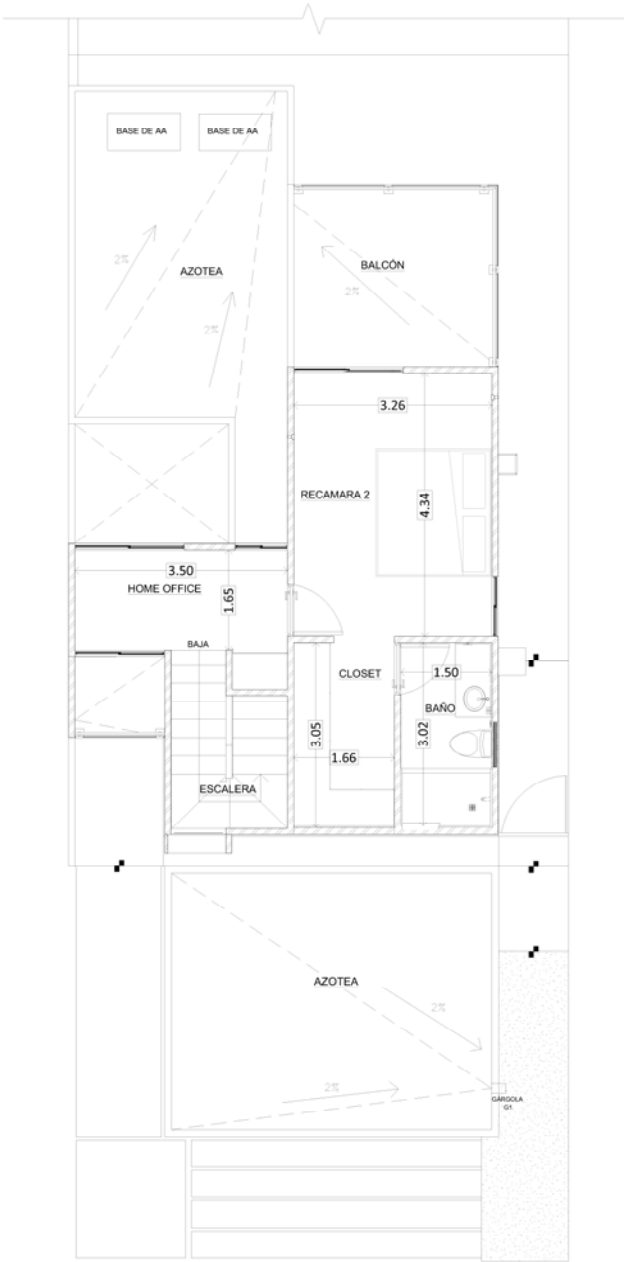 BASE DE AA
BASE DE AA
2%
AZOTEA
2%
BALCÓN
2%
3.26
RECAMARA 2
4.34
3.50
HOME OFFICE
1.65
BAJA
CLOSET
1.50
BAÑO
3.05
3.02
1.66
ESCALERA
AZOTEA
2%
2%
GARGOLA
G1